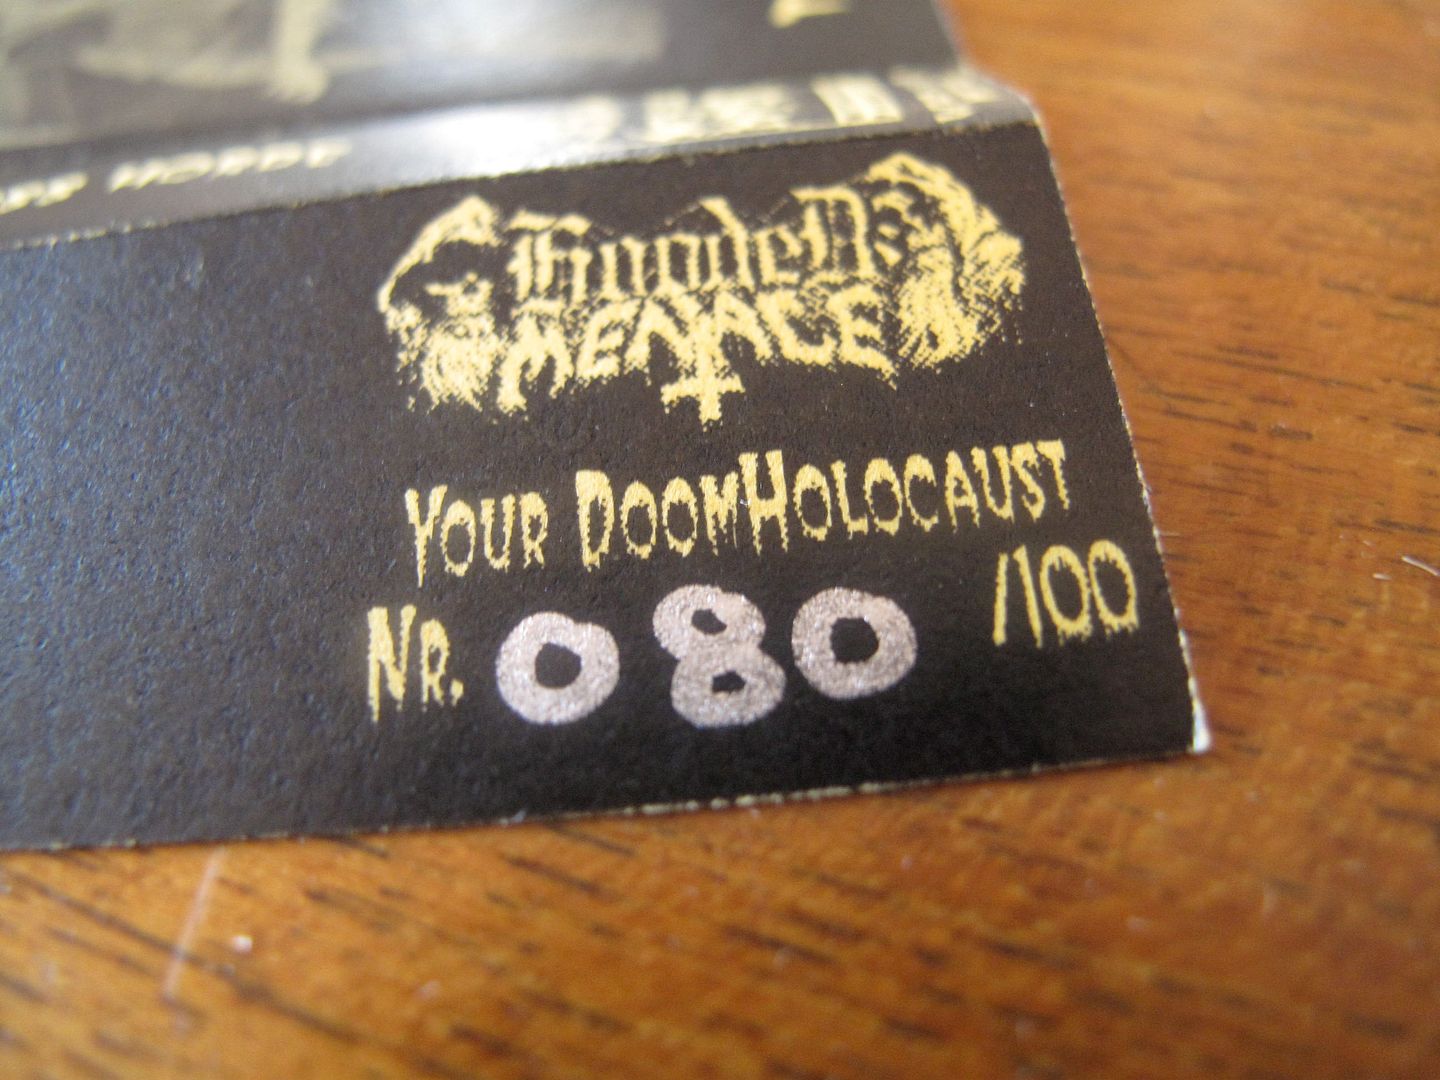 HoodeD
MENACE
YOUR DOOMHOLOCAUST
NR. 080 /100